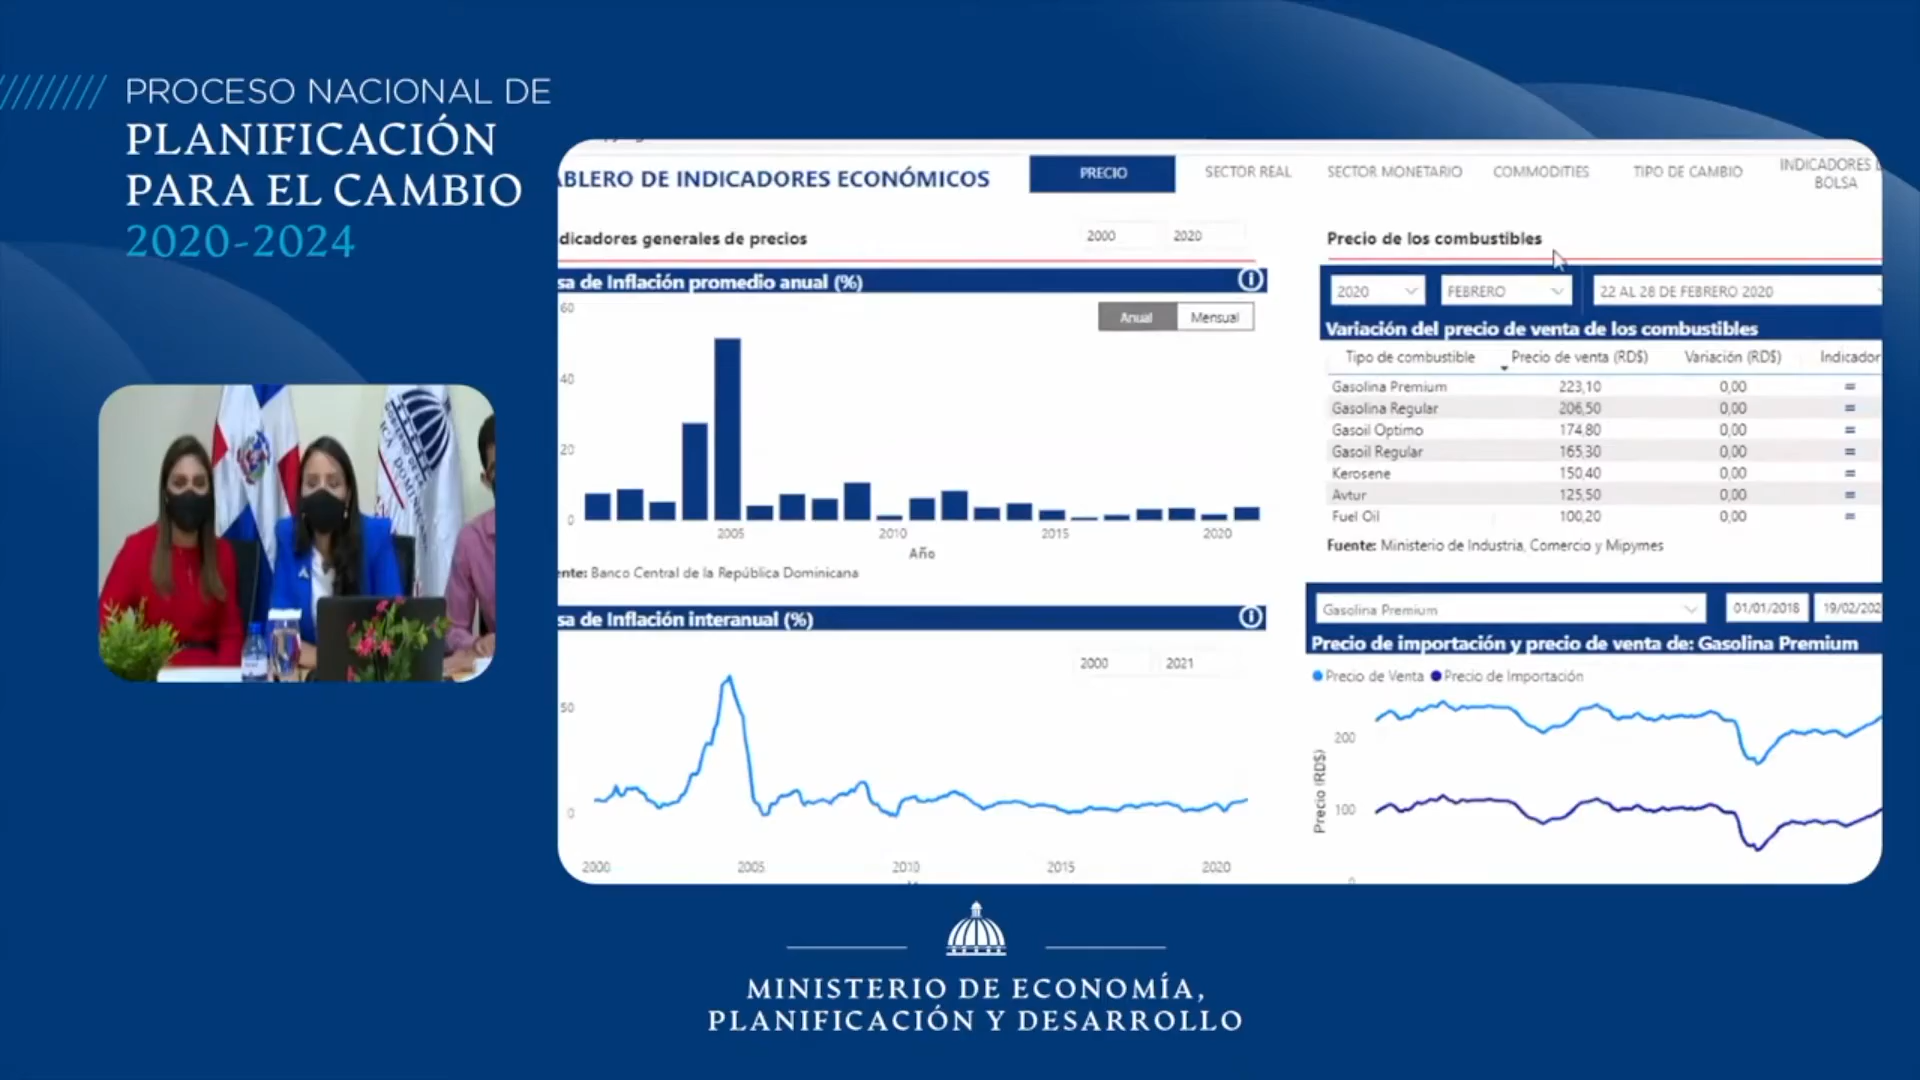 PROCESO NACIONAL DE
PLANIFICACIÓN
PARA EL CAMBIO
2020-2024
ABLERO DE INDICADORES ECONÓMICOS
PRECIO
SECTOR REAL
SECTOR MONETARIO
COMMODITIES
TIPO DE CAMBIO
INDICADORES
BOLSA
dicadores generales de precios
2000
2020
sa de Inflación promedio anual (%)
Anual
Mensual
60
40
20
0
2005
2010
2015
2020
Año
nte: Banco Central de la República Dominicana
sa de Inflación interanual (%)
2000
2021
50
0
2000
2005
2010
2015
2020
Precio de los combustibles
2020
FEBRERO
22 AL 28 DE FEBRERO 2020
Variación del precio de venta de los combustibles
Tipo de combustible Precio de venta (RD$) Variación (RD$) Indicador
Gasolina Premium 223,10 0,00 =
Gasolina Regular 206,50 0,00 =
Gasoil Optimo 174,80 0,00 =
Gasoil Regular 165,30 0,00 =
Kerosene 150,40 0,00 =
Avtur 125,50 0,00 =
Fuel Oil 100,20 0,00 =
Fuente: Ministerio de Industria, Comercio y Mipymes
Gasolina Premium
01/01/2018
19/02/202
Precio de importación y precio de venta de: Gasolina Premium
Precio de Venta
Precio de Importación
Precio (RD$)
200
100
MINISTERIO DE ECONOMÍA,
PLANIFICACIÓN Y DESARROLLO